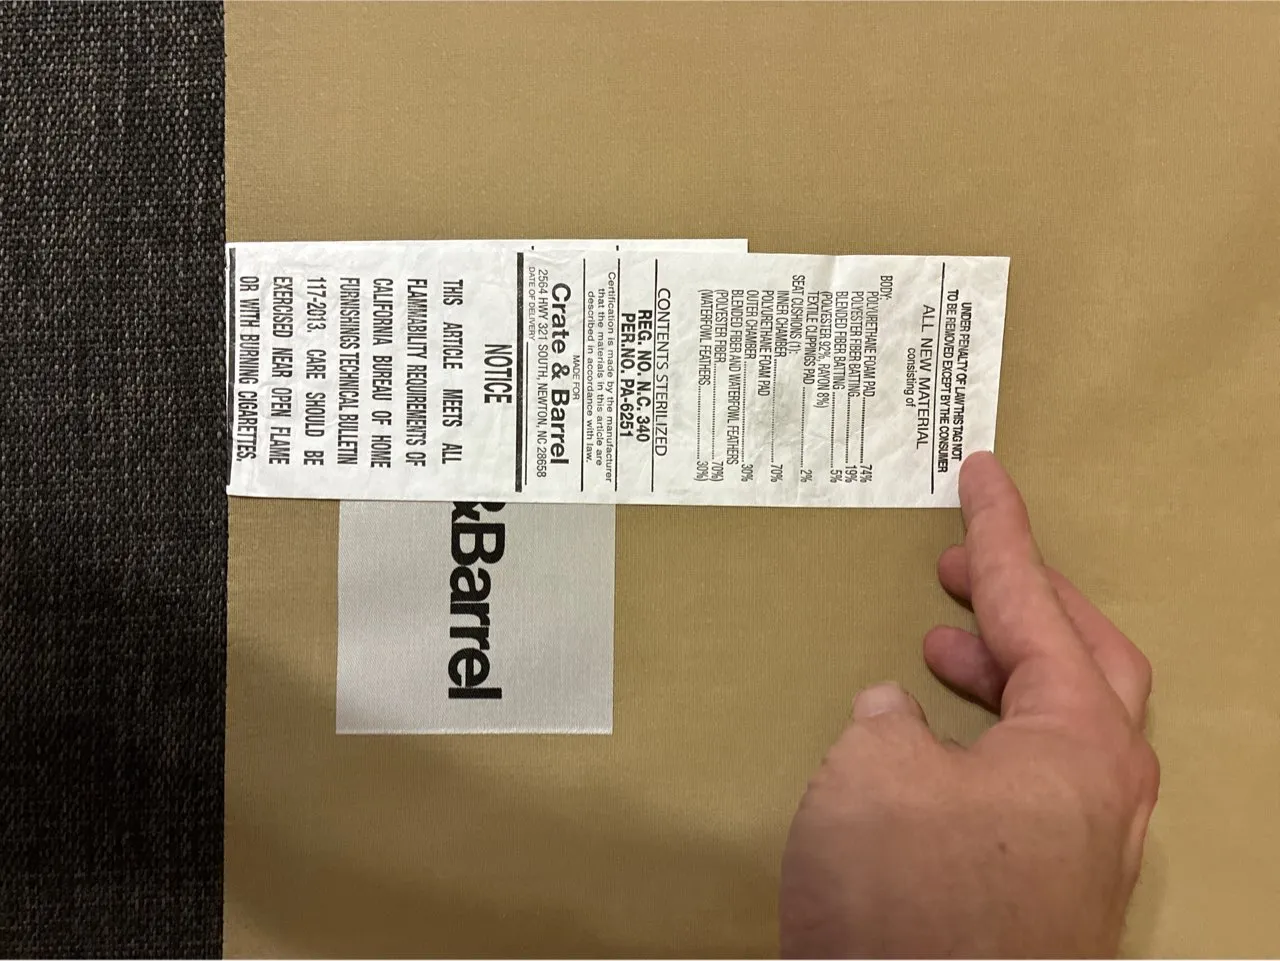 UNDER PENALTY OF LAW THIS TAG NOT
TO BE REMOVED EXCEPT BY THE CONSUMER
ALL NEW MATERIAL
consisting of
BODY:
POLYURETHANE FOAM PAD 74%
POLYESTER FIBER BATTING 19%
BLENDED FIBER BATTING 5%
(POLYESTER 92%, RAYON 8%)
TEXTILE CLIPPINGS PAD 2%
SEAT CUSHIONS (1):
INNER CHAMBER
POLYURETHANE FOAM PAD 70%
OUTER CHAMBER 30%
BLENDED FIBER AND WATERFOWL FEATHERS
(POLYESTER FIBER 70%)
(WATERFOWL FEATHERS 30%)
CONTENTS STERILIZED
REG. NO. N.C. 340
PER. NO. PA-6251
Certification is made by the manufacturer
that the materials in this article are
described in accordance with law.
MADE FOR
Crate & Barrel
2564 HWY 321 SOUTH, NEWTON, NC 28658
DATE OF DELIVERY
NOTICE
THIS ARTICLE MEETS ALL
FLAMMABILITY REQUIREMENTS OF
CALIFORNIA BUREAU OF HOME
FURNISHINGS TECHNICAL BULLETIN
117-2013. CARE SHOULD BE
EXERCISED NEAR OPEN FLAME
OR WITH BURNING CIGARETTES.
&Barrel